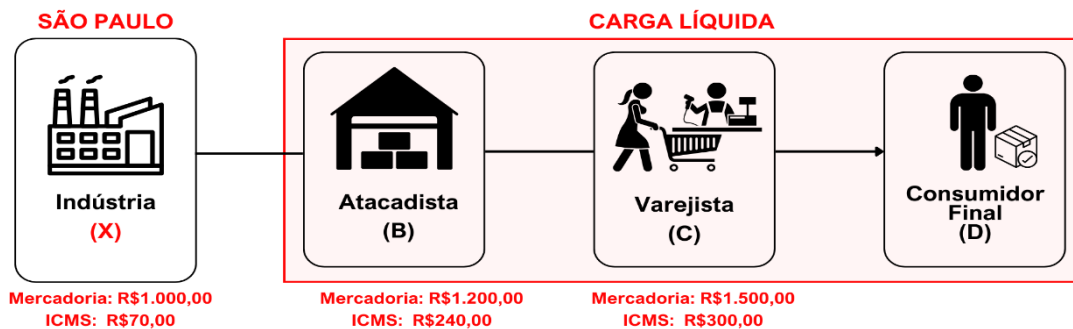 SÃO PAULO
CARGA LÍQUIDA
Indústria
(X)
Atacadista
(B)
Varejista
(C)
Consumidor
Final
(D)
Mercadoria: R$1.000,00
ICMS: R$70,00
Mercadoria: R$1.200,00
ICMS: R$240,00
Mercadoria: R$1.500,00
ICMS: R$300,00